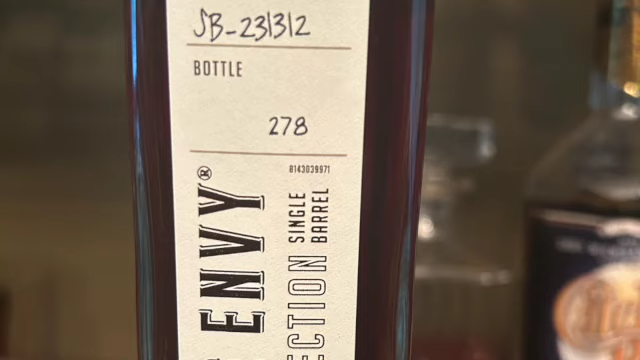 SB-231312
BOTTLE
278
8143039971
ENVY®
SINGLE
BARREL
ECTION